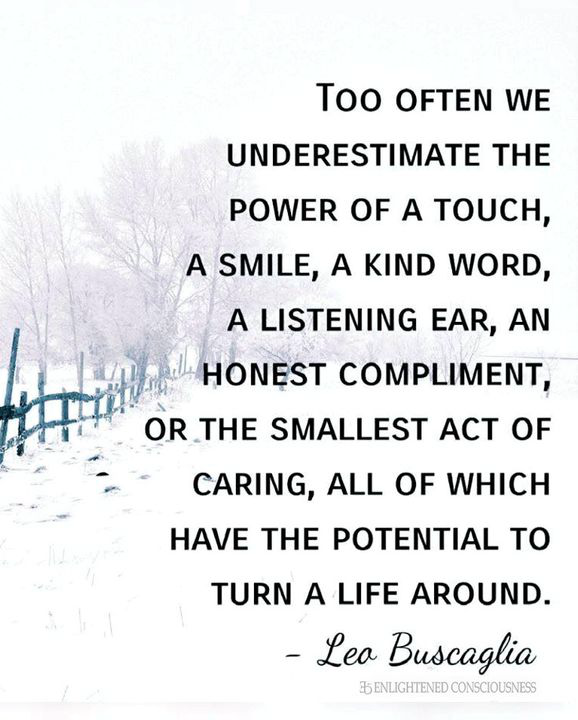 Too often we
underestimate the
power of a touch,
a smile, a kind word,
a listening ear, an
honest compliment,
or the smallest act of
caring, all of which
have the potential to
turn a life around.
- Leo Buscaglia
ENLIGHTENED CONSCIOUSNESS